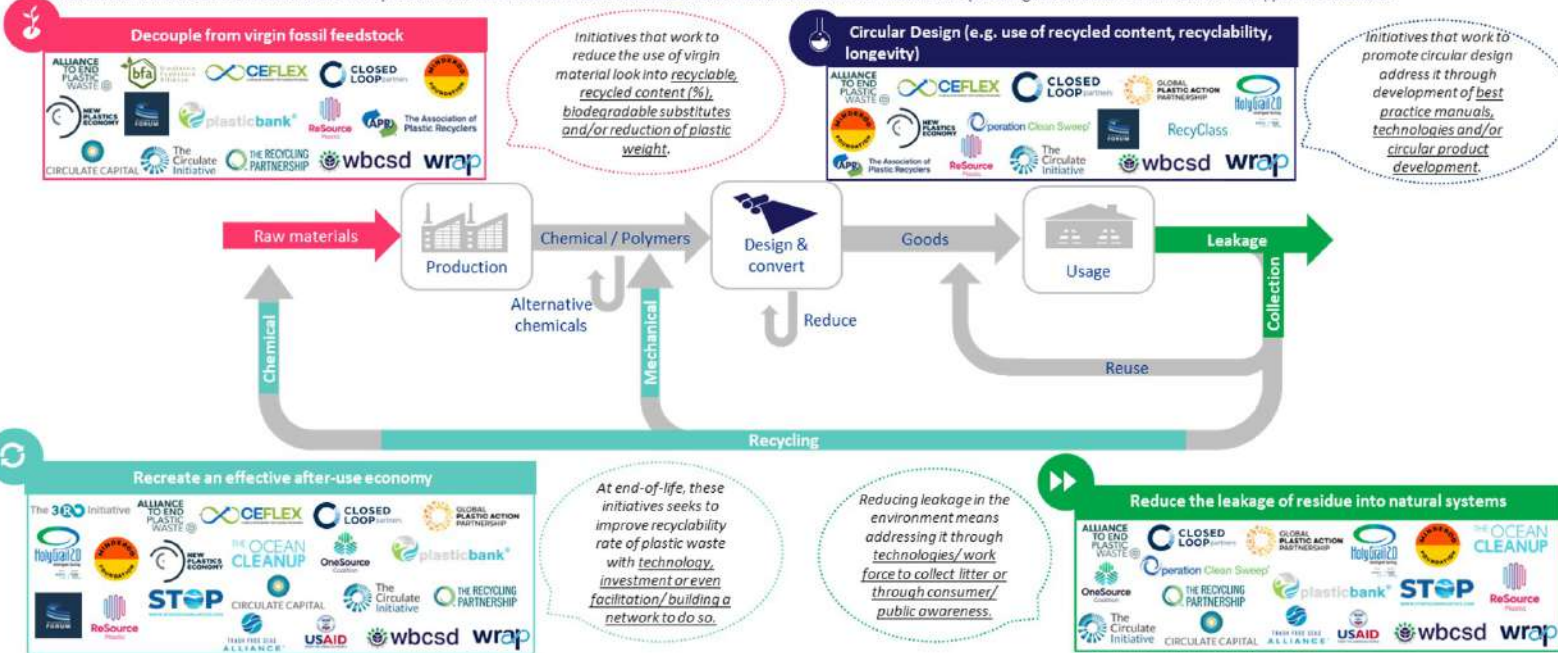 Decouple from virgin fossil feedstock
ALLIANCE
TO END
PLASTIC
WASTE
bfa
CEFLEX
CLOSED
LOOP partners
MINDEROO
FOUNDATION
NEW
PLASTICS
ECONOMY
FORUM
plasticbank®
ReSource
Plastic
APR
The Association of
Plastic Recyclers
CIRCULATE CAPITAL
The
Circulate
Initiative
THE RECYCLING
PARTNERSHIP
wbcsd
wrap
Initiatives that work to
reduce the use of virgin
material look into recyclable,
recycled content (%),
biodegradable substitutes
and/or reduction of plastic
weight.
Circular Design (e.g. use of recycled content, recyclability,
longevity)
ALLIANCE
TO END
PLASTIC
WASTE
CEFLEX
CLOSED
LOOP partners
GLOBAL
PLASTIC ACTION
PARTNERSHIP
HolyGrail2.0
MINDEROO
FOUNDATION
NEW
PLASTICS
ECONOMY
Operation Clean Sweep®
FORUM
RecyClass
APR
The Association of
Plastic Recyclers
ReSource
Plastic
The
Circulate
Initiative
wbcsd
wrap
Initiatives that work to
promote circular design
address it through
development of best
practice manuals,
technologies and/or
circular product
development.
Raw materials
Production
Chemical / Polymers
Design &
convert
Goods
Usage
Leakage
Collection
Alternative
chemicals
Reduce
Chemical
Mechanical
Reuse
Recycling
Recreate an effective after-use economy
The 3R Initiative
ALLIANCE
TO END
PLASTIC
WASTE
CEFLEX
CLOSED
LOOP partners
GLOBAL
PLASTIC ACTION
PARTNERSHIP
HolyGrail2.0
MINDEROO
FOUNDATION
NEW
PLASTICS
ECONOMY
THE OCEAN
CLEANUP
OneSource
Coalition
plasticbank®
FORUM
ReSource
Plastic
STOP
CIRCULATE CAPITAL
The
Circulate
Initiative
THE RECYCLING
PARTNERSHIP
TRASH FREE SEAS
ALLIANCE®
USAID
wbcsd
wrap
At end-of-life, these
initiatives seeks to
improve recyclability
rate of plastic waste
with technology,
investment or even
facilitation/building a
network to do so.
Reducing leakage in the
environment means
addressing it through
technologies/work
force to collect litter or
through consumer/
public awareness.
Reduce the leakage of residue into natural systems
ALLIANCE
TO END
PLASTIC
WASTE
CLOSED
LOOP partners
GLOBAL
PLASTIC ACTION
PARTNERSHIP
HolyGrail2.0
MINDEROO
FOUNDATION
THE OCEAN
CLEANUP
Operation Clean Sweep®
OneSource
Coalition
THE RECYCLING
PARTNERSHIP
plasticbank®
STOP
ReSource
Plastic
The
Circulate
Initiative
CIRCULATE CAPITAL
TRASH FREE SEAS
ALLIANCE®
USAID
wbcsd
wrap